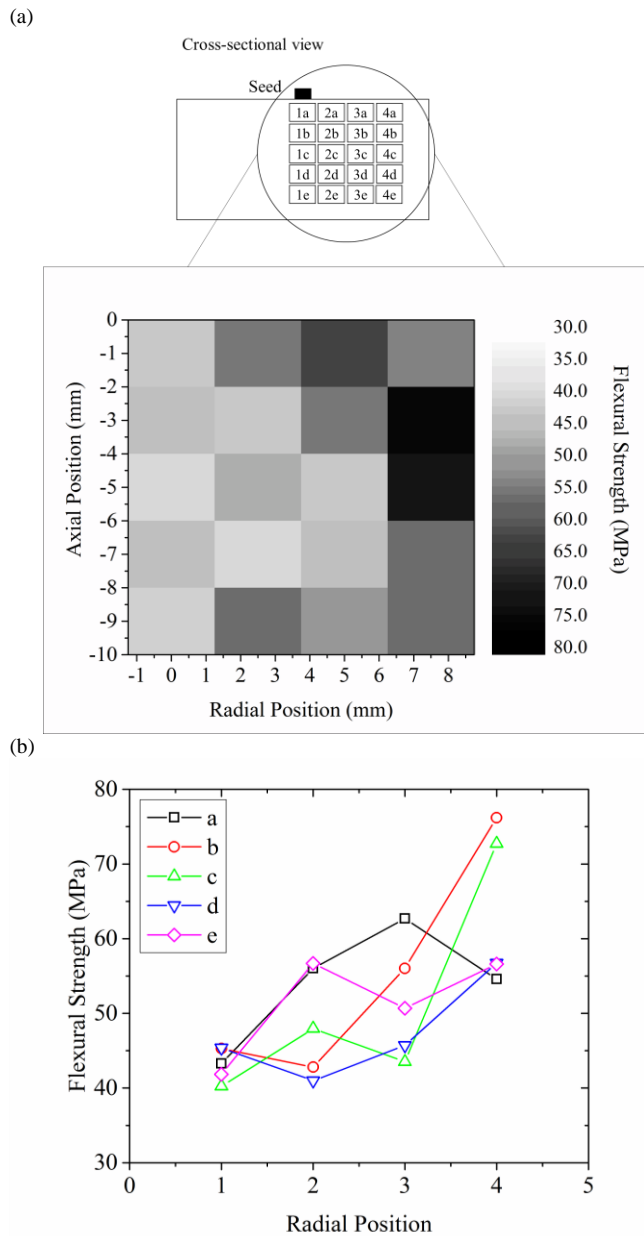 (a)
Cross-sectional view
Seed
1a 2a 3a 4a
1b 2b 3b 4b
1c 2c 3c 4c
1d 2d 3d 4d
1e 2e 3e 4e
0
-1
-2
-3
-4
-5
-6
-7
-8
-9
-10
Axial Position (mm)
-1 0 1 2 3 4 5 6 7 8
Radial Position (mm)
30.0
35.0
40.0
45.0
50.0
55.0
60.0
65.0
70.0
75.0
80.0
Flexural Strength (MPa)
(b)
80
70
60
50
40
30
Flexural Strength (MPa)
a
b
c
d
e
0 1 2 3 4 5
Radial Position